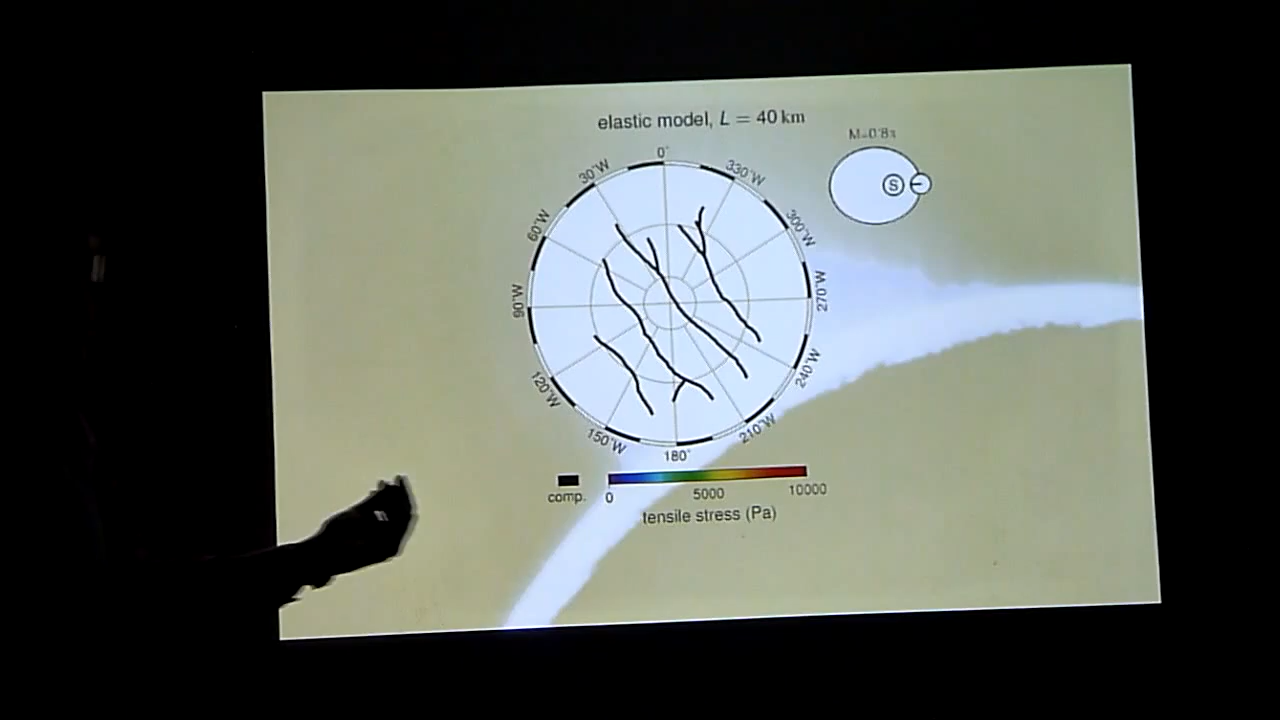 elastic model, L = 40 km
M=0.8π
S
0°
330°W
300°W
270°W
240°W
210°W
180°
150°W
120°W
90°W
60°W
30°W
comp.
0
5000
10000
tensile stress (Pa)